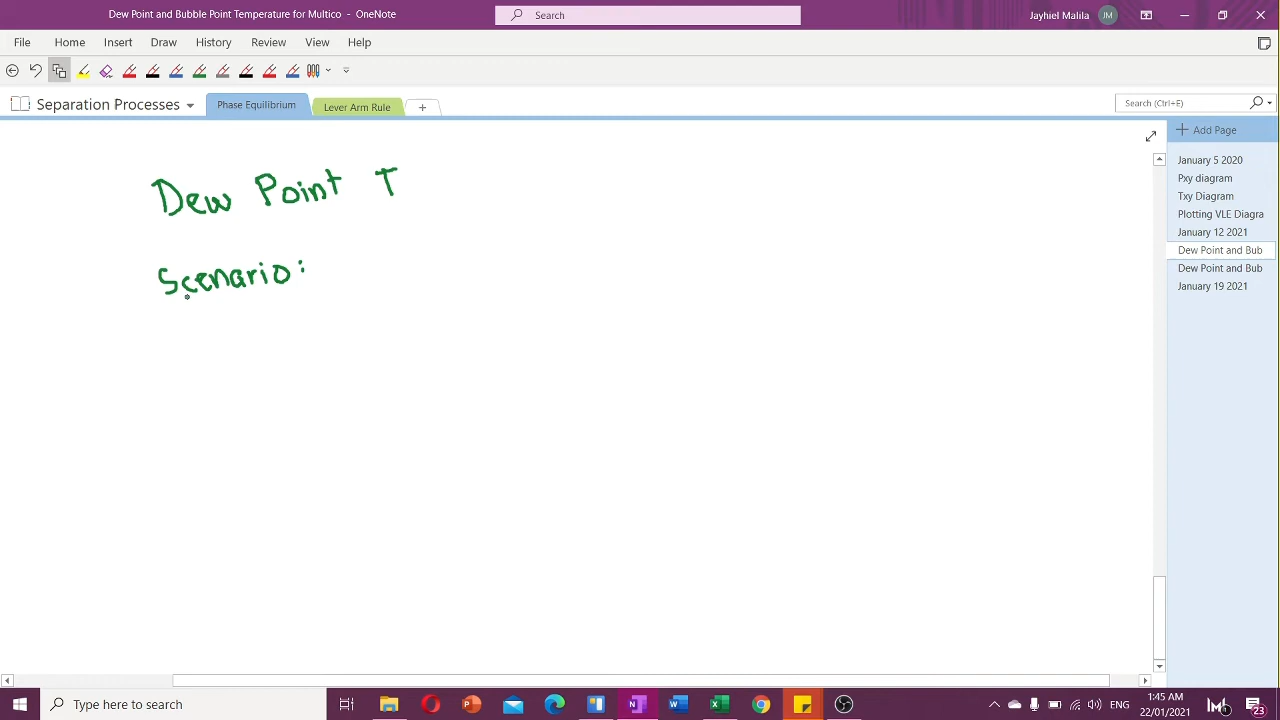 Dew Point and Bubble Point Temperature for Multico - OneNote
Search
Jayhiel Malila
JM
File Home Insert Draw History Review View Help
Separation Processes
Phase Equilibrium
Lever Arm Rule
+
Search (Ctrl+E)
Add Page
January 5 2020
Pxy diagram
Txy Diagram
Plotting VLE Diagra
January 12 2021
Dew Point and Bub
Dew Point and Bub
January 19 2021
Dew Point T
Scenario:
Type here to search
ENG
1:45 AM
22/01/2021
23